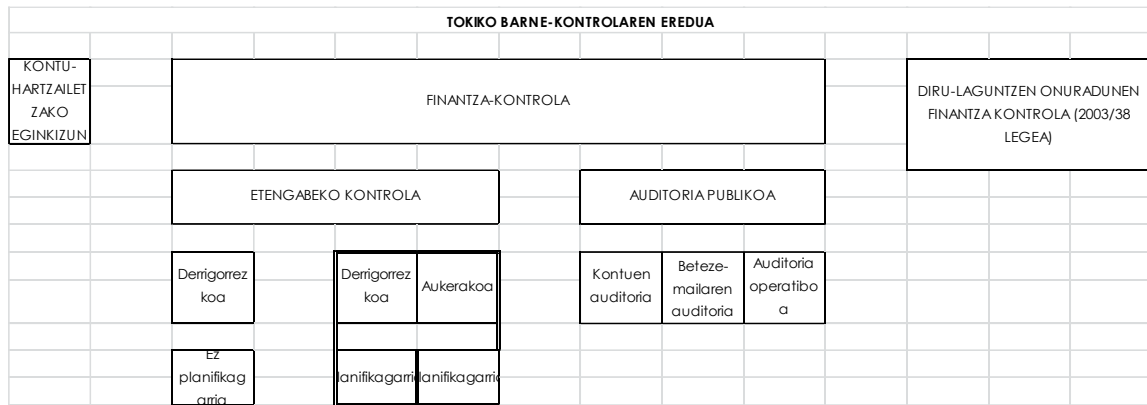 TOKIKO BARNE-KONTROLAREN EREDUA
KONTU-
HARTZAILET
ZAKO
EGINKIZUN
FINANTZA-KONTROLA
DIRU-LAGUNTZEN ONURADUNEN
FINANTZA KONTROLA (2003/38
LEGEA)
ETENGABEKO KONTROLA
AUDITORIA PUBLIKOA
Derrigorrez
koa
Derrigorrez
koa
Aukerakoa
Kontuen
auditoria
Beteze-
mailaren
auditoria
Auditoria
operatibo
a
Ez
planifikag
arria
lanifikagarri
lanifikagarri